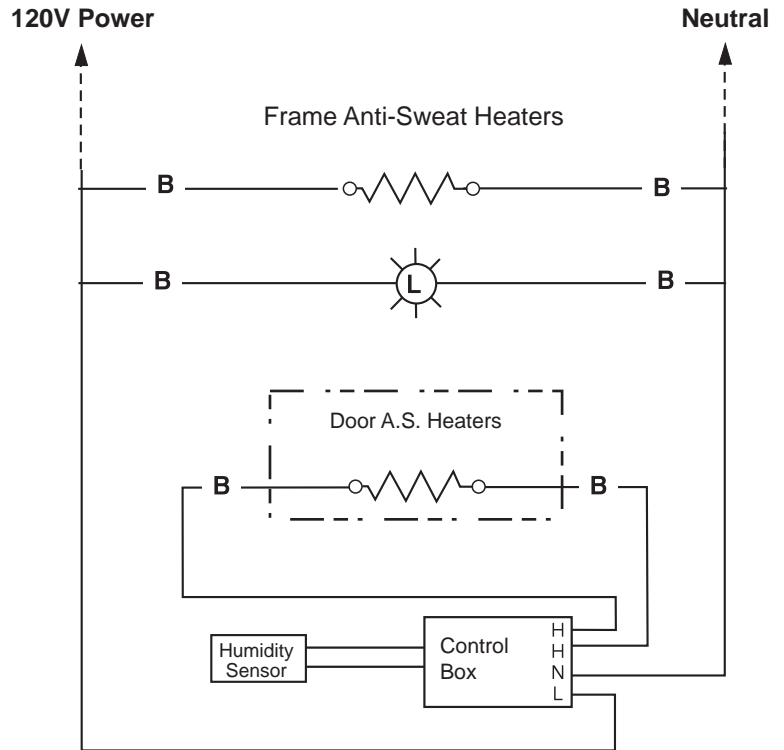 120V Power
Neutral
Frame Anti-Sweat Heaters
B
B
B
L
B
Door A.S. Heaters
B
B
Humidity
Sensor
Control
Box
H
H
N
L